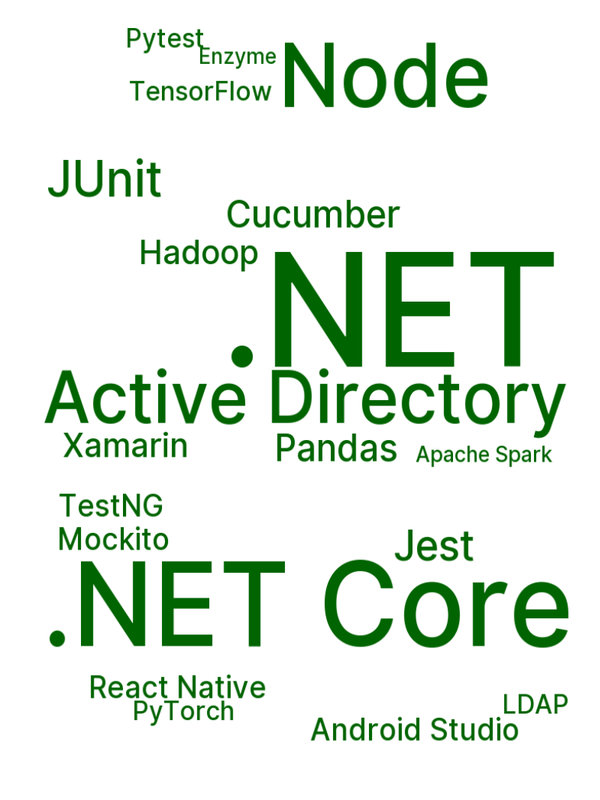 Pytest
Enzyme
Node
TensorFlow
JUnit
Cucumber
Hadoop
.NET
Active Directory
Xamarin
Pandas
Apache Spark
TestNG
Mockito
Jest
.NET Core
React Native
PyTorch
LDAP
Android Studio